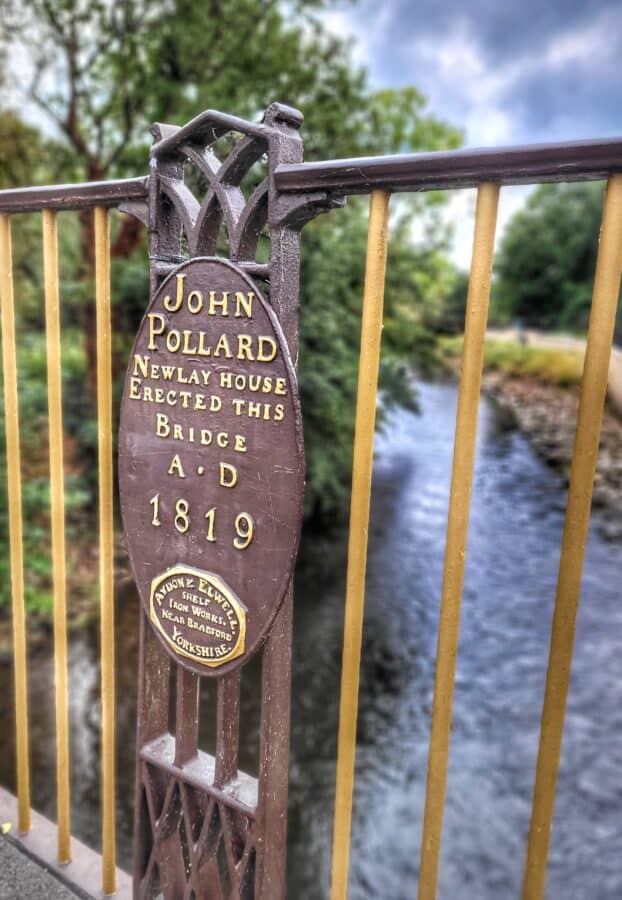 JOHN
POLLARD
NEWLAY HOUSE
ERECTED THIS
BRIDGE
A · D
1819
AYDON & ELWELL.
SHELF
IRON WORKS.
NEAR BRADFORD
YORKSHIRE.